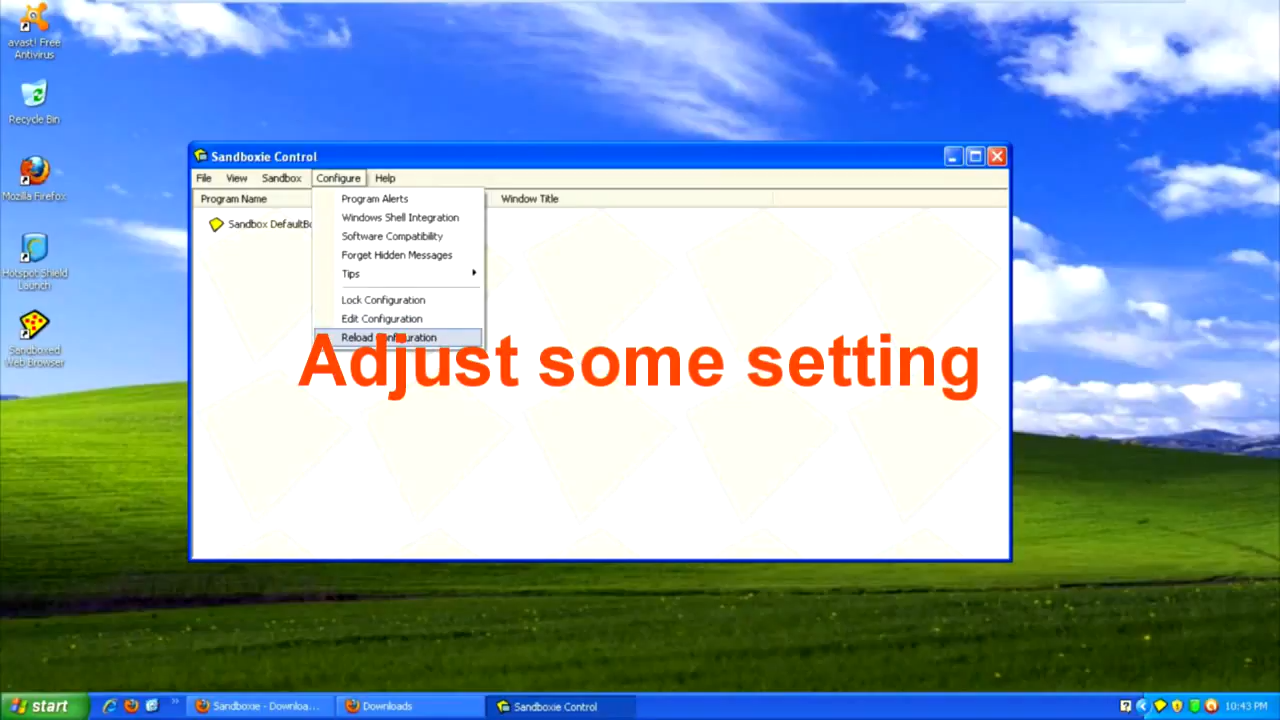 avast! Free
Antivirus
Recycle Bin
Mozilla Firefox
Hotspot Shield
Launch
Sandboxed
Web Browser
Sandboxie Control
File View Sandbox Configure Help
Program Name Window Title
Sandbox DefaultBo
Program Alerts
Windows Shell Integration
Software Compatibility
Forget Hidden Messages
Tips
Lock Configuration
Edit Configuration
Reload Configuration
Adjust some setting
start
Sandboxie - Downloa...
Downloads
Sandboxie Control
10:43 PM